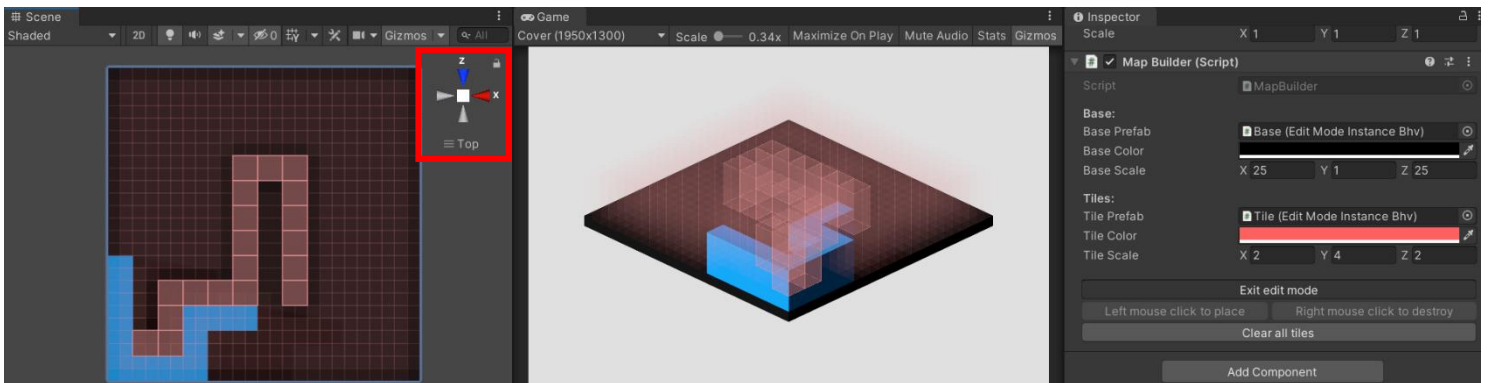 Scene
Shaded 2D 0 Gizmos All
z
x
Top
Game
Cover (1950x1300) Scale 0.34x Maximize On Play Mute Audio Stats Gizmos
Inspector
Scale X 1 Y 1 Z 1
# Map Builder (Script)
Script MapBuilder
Base:
Base Prefab Base (Edit Mode Instance Bhv)
Base Color
Base Scale X 25 Y 1 Z 25
Tiles:
Tile Prefab Tile (Edit Mode Instance Bhv)
Tile Color
Tile Scale X 2 Y 4 Z 2
Exit edit mode
Left mouse click to place Right mouse click to destroy
Clear all tiles
Add Component